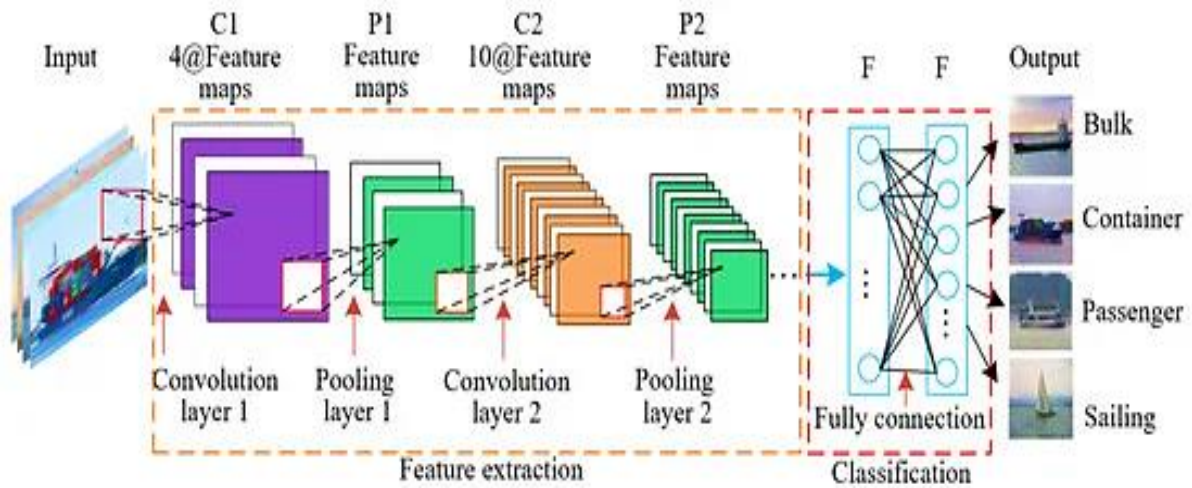 Input
C1
4@Feature
maps
P1
Feature
maps
C2
10@Feature
maps
P2
Feature
maps
F
F
Output
Bulk
Container
Passenger
Sailing
Convolution
layer 1
Pooling
layer 1
Convolution
layer 2
Pooling
layer 2
Fully connection
Feature extraction
Classification